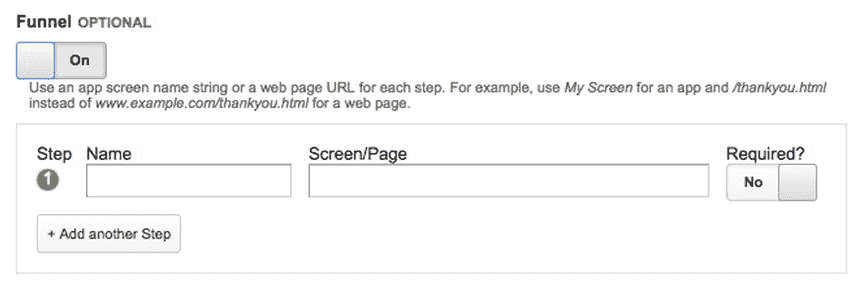 Funnel OPTIONAL
On
Use an app screen name string or a web page URL for each step. For example, use My Screen for an app and /thankyou.html
instead of www.example.com/thankyou.html for a web page.
Step Name Screen/Page Required?
1 No
+ Add another Step